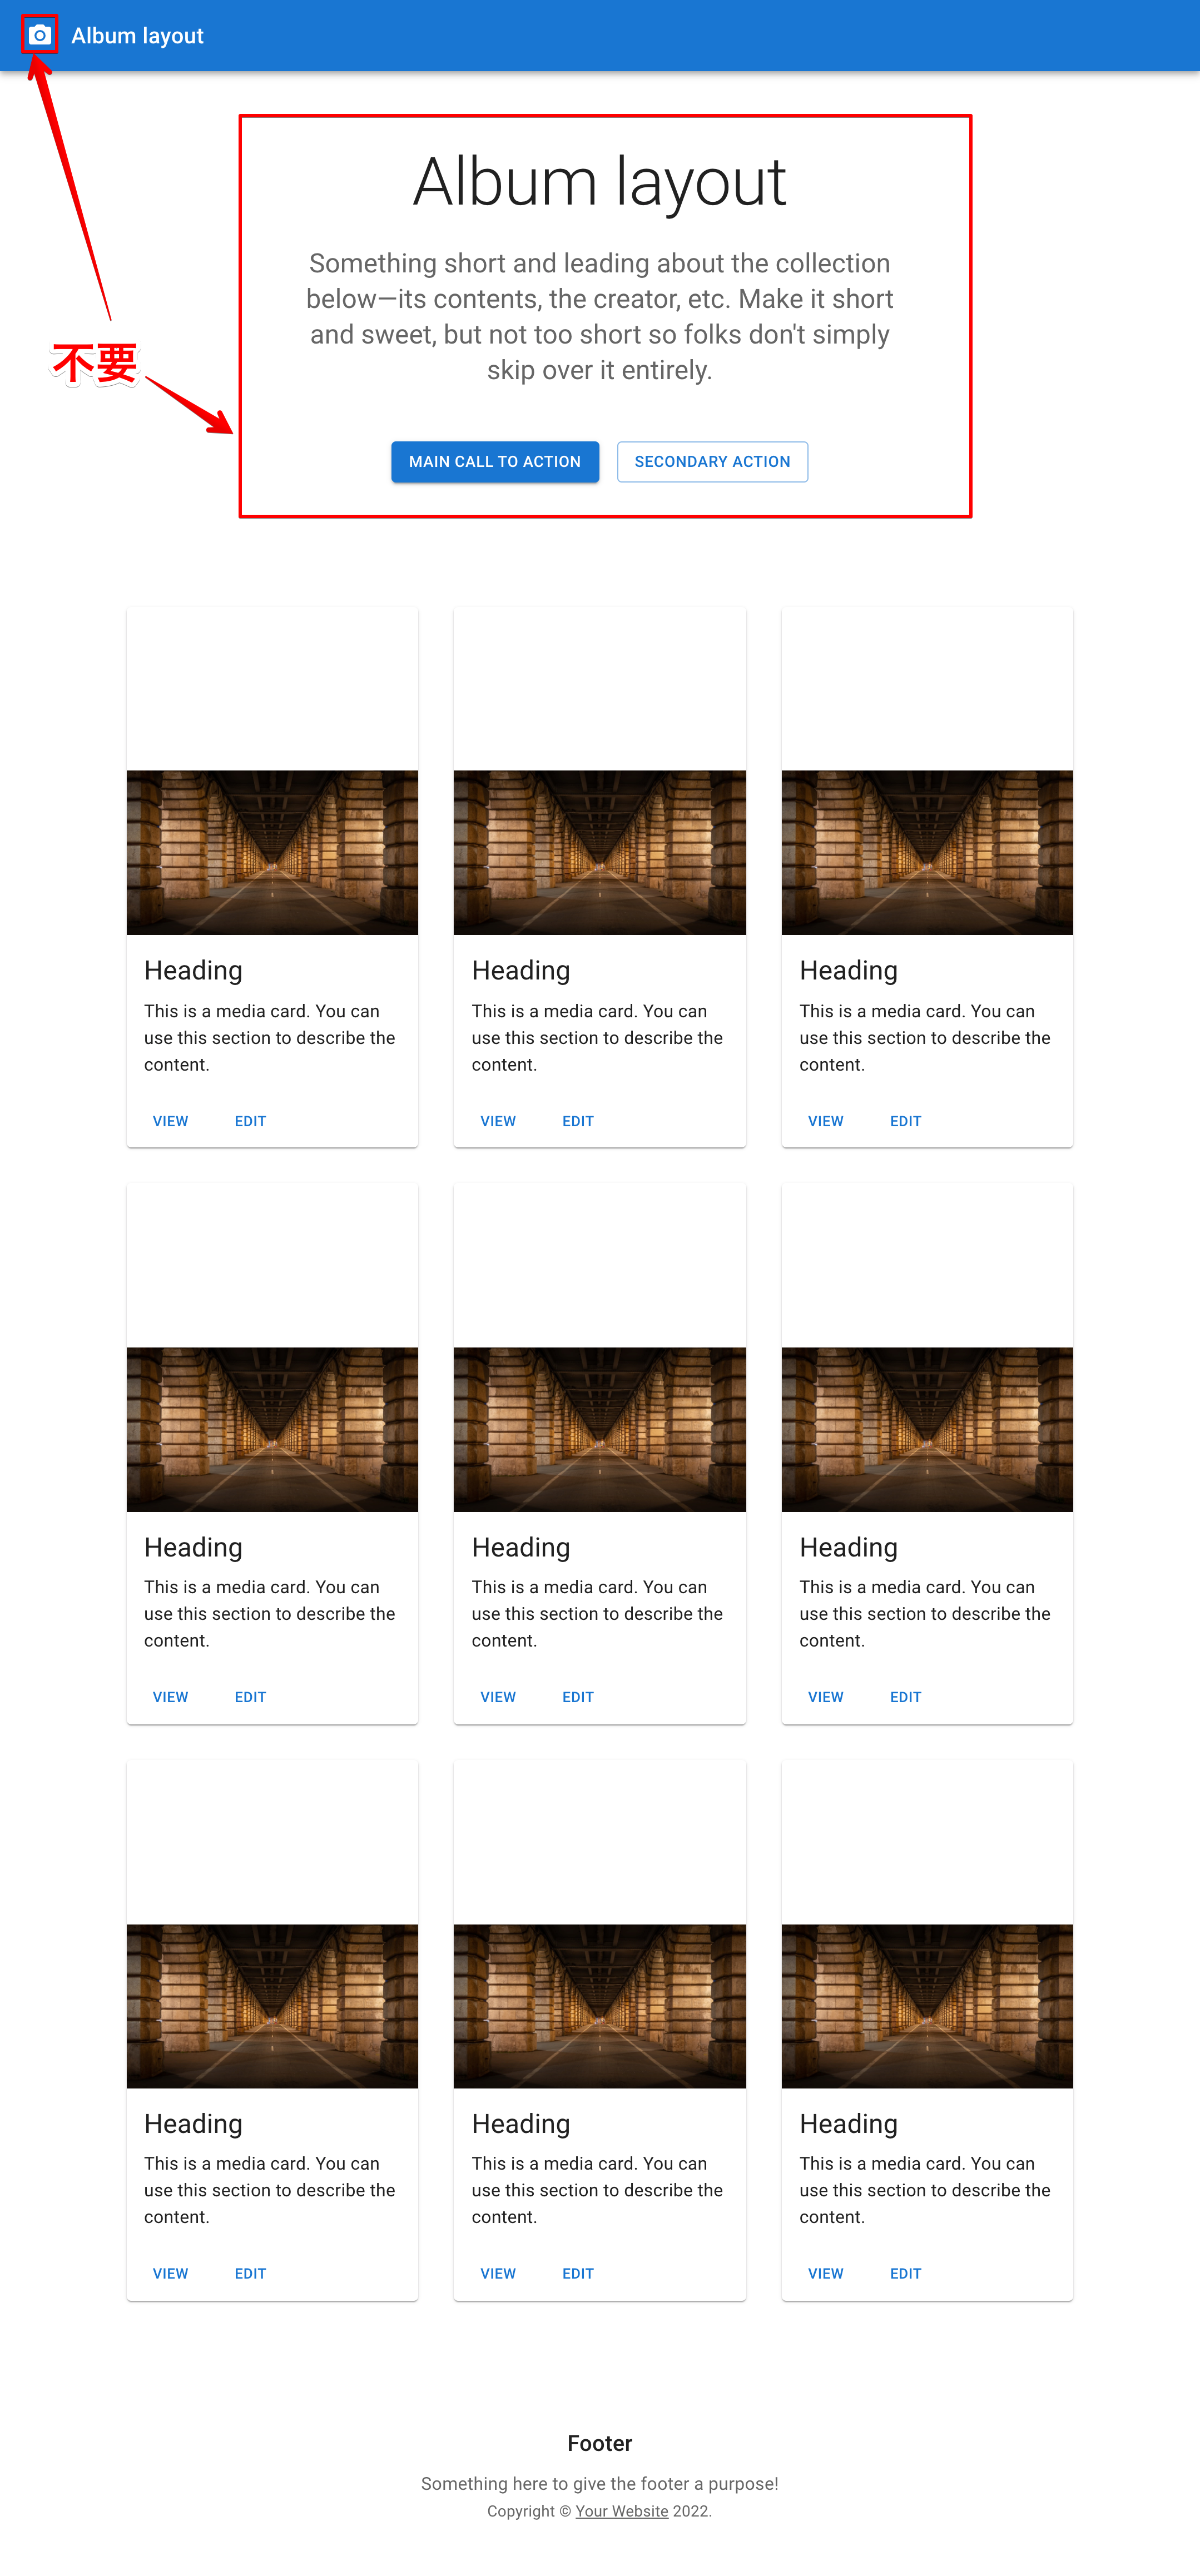 Album layout
Album layout
Something short and leading about the collection
below—its contents, the creator, etc. Make it short
and sweet, but not too short so folks don't simply
skip over it entirely.
不要
MAIN CALL TO ACTION
SECONDARY ACTION
Heading
This is a media card. You can
use this section to describe the
content.
VIEW EDIT
Heading
This is a media card. You can
use this section to describe the
content.
VIEW EDIT
Heading
This is a media card. You can
use this section to describe the
content.
VIEW EDIT
Heading
This is a media card. You can
use this section to describe the
content.
VIEW EDIT
Heading
This is a media card. You can
use this section to describe the
content.
VIEW EDIT
Heading
This is a media card. You can
use this section to describe the
content.
VIEW EDIT
Heading
This is a media card. You can
use this section to describe the
content.
VIEW EDIT
Heading
This is a media card. You can
use this section to describe the
content.
VIEW EDIT
Heading
This is a media card. You can
use this section to describe the
content.
VIEW EDIT
Footer
Something here to give the footer a purpose!
Copyright © Your Website 2022.